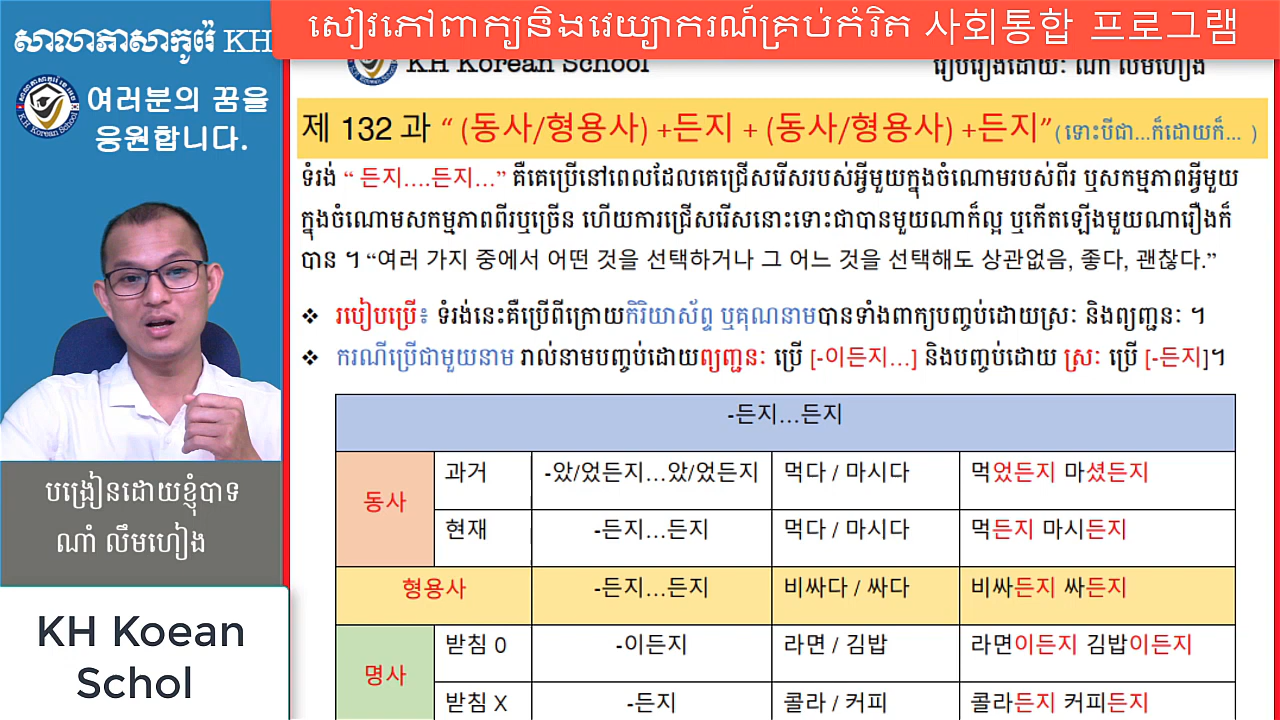 សៀវភៅពាក្យនិងវេយ្យាករណ៍គ្រប់កំរិត 사회통합 프로그램
សាលាភាសាកូរ៉េ KH
KH Korean School
រៀបរៀងដោយ: ណាំ លឹមហៀង
여러분의 꿈을
응원합니다.
제 132 과 “ (동사/형용사) +든지 + (동사/형용사) +든지” ( ទោះបីជា...ក៏ដោយក៏... )
ទំរង់ “ 든지....든지...” គឺគេប្រើនៅពេលដែលគេជ្រើសរើសរបស់អ្វីមួយក្នុងចំណោមរបស់ពីរ ឬសកម្មភាពអ្វីមួយ
ក្នុងចំណោមសកម្មភាពពីរឬច្រើន ហើយការជ្រើសរើសនោះទោះជាបានមួយណាក៏ល្អ ឬកើតឡើងមួយណារឿងក៏
បាន ។ “여러 가지 중에서 어떤 것을 선택하거나 그 어느 것을 선택해도 상관없음, 좋다, 괜찮다.”
❖ របៀបប្រើ៖ ទំរង់នេះគឺប្រើពីក្រោយកិរិយាស័ព្ទ ឬគុណនាមបានទាំងពាក្យបញ្ចប់ដោយស្រៈ និងព្យញ្ជនៈ ។
❖ ករណីប្រើជាមួយនាម រាល់នាមបញ្ចប់ដោយព្យញ្ជនៈ ប្រើ [-이든지...] និងបញ្ចប់ដោយ ស្រៈ ប្រើ [-든지]។
-든지...든지
동사 과거 -았/었든지...았/었든지 먹다 / 마시다 먹었든지 마셨든지
현재 -든지...든지 먹다 / 마시다 먹든지 마시든지
형용사 -든지...든지 비싸다 / 싸다 비싸든지 싸든지
명사 받침 0 -이든지 라면 / 김밥 라면이든지 김밥이든지
받침 X -든지 콜라 / 커피 콜라든지 커피든지
បង្រៀនដោយខ្ញុំបាទ
ណាំ លឹមហៀង
KH Koean
Schol